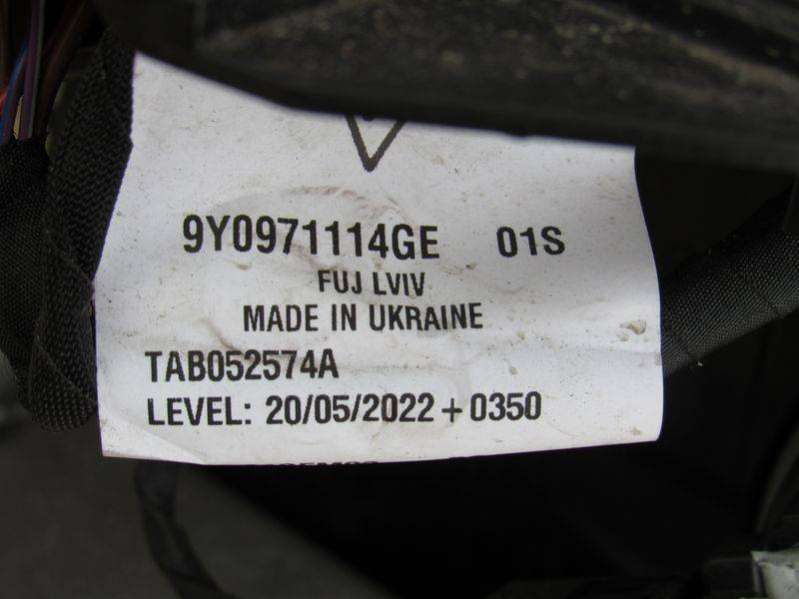 9Y0971114GE 01S
FUJ LVIV
MADE IN UKRAINE
TAB052574A
LEVEL: 20/05/2022 + 0350